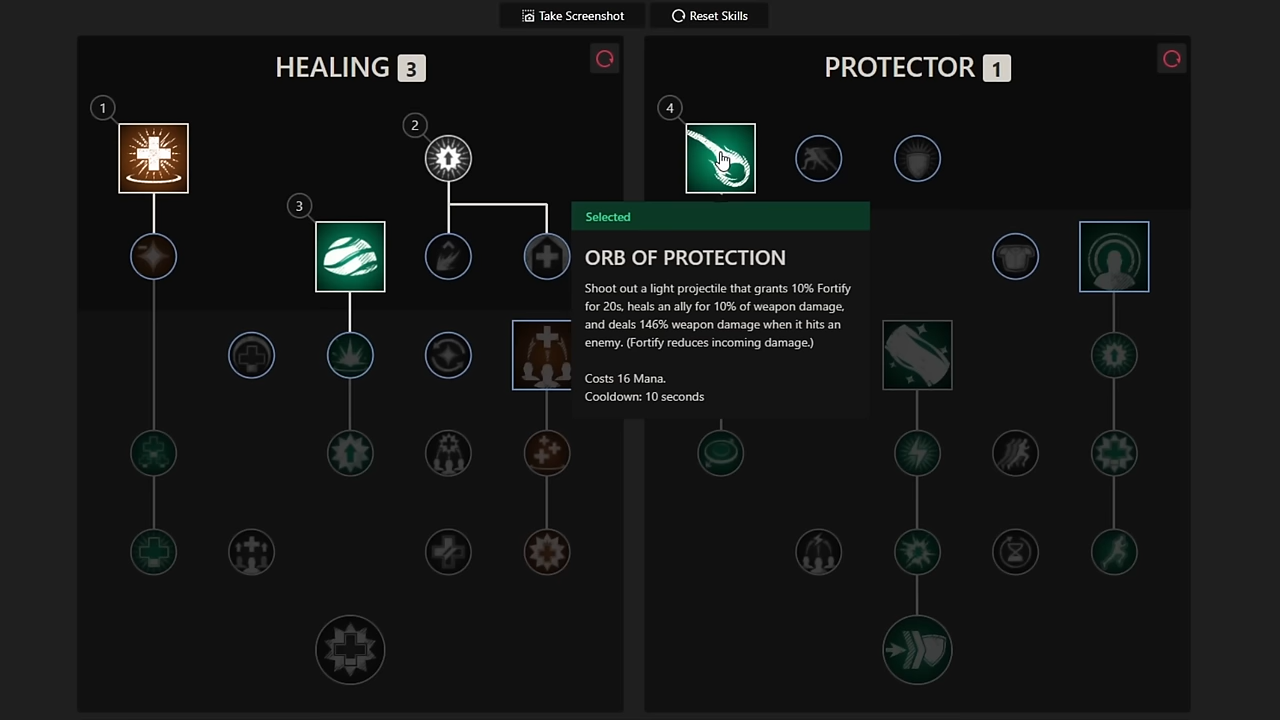 Take Screenshot
Reset Skills
HEALING 3
PROTECTOR 1
1
2
3
4
Selected
ORB OF PROTECTION
Shoot out a light projectile that grants 10% Fortify
for 20s, heals an ally for 10% of weapon damage,
and deals 146% weapon damage when it hits an
enemy. (Fortify reduces incoming damage.)
Costs 16 Mana.
Cooldown: 10 seconds